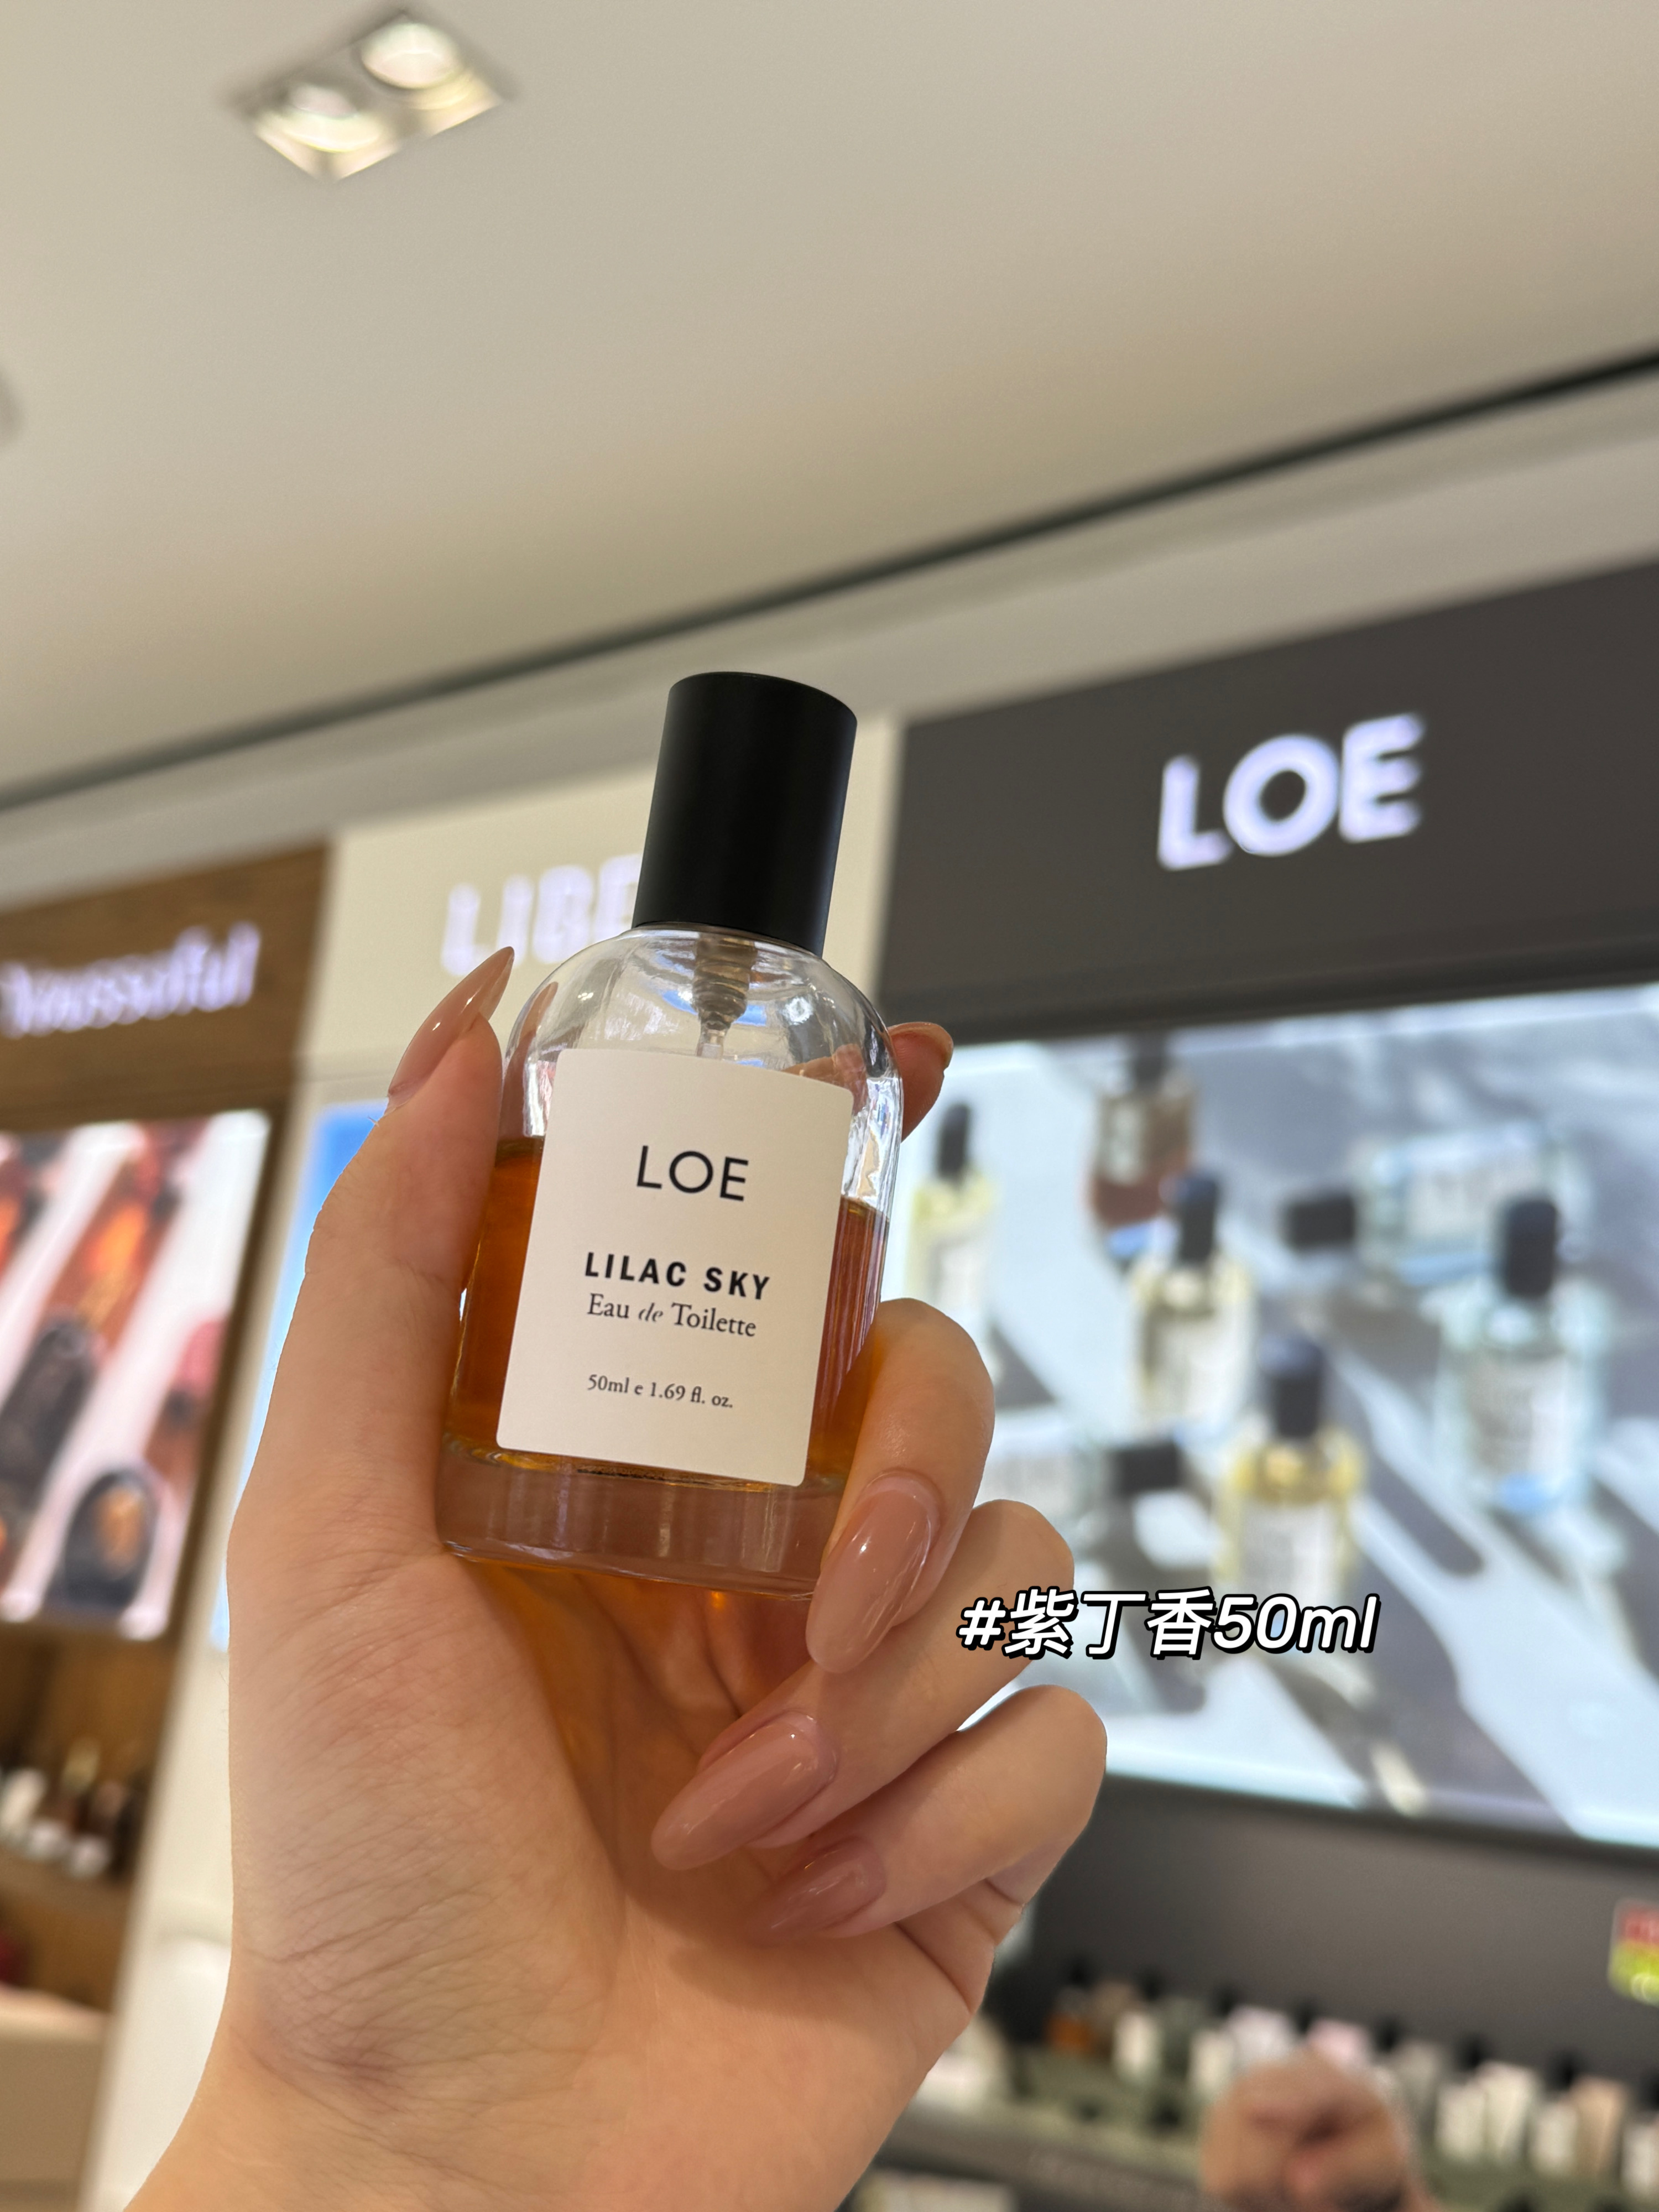 LOE
LIBE
LOE
LILAC SKY
Eau de Toilette
50ml e 1.69 fl. oz.
#紫丁香50ml